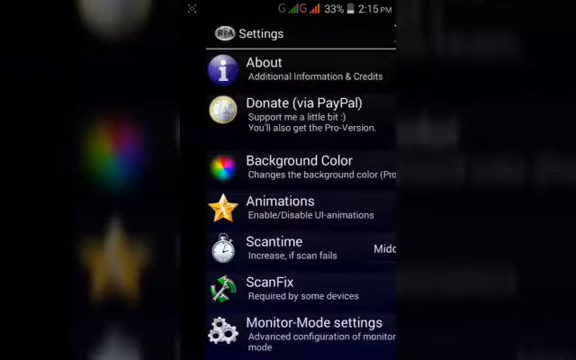 G G 33% 2:15 PM
RfA Settings
About
Additional Information & Credits
Donate (via PayPal)
Support me a little bit :)
You'll also get the Pro-Version.
Background Color
Changes the background color (Pro
Animations
Enable/Disable UI-animations
Scantime
Increase, if scan fails
Midd
ScanFix
Required by some devices
Monitor-Mode settings
Advanced configuration of monitor
mode